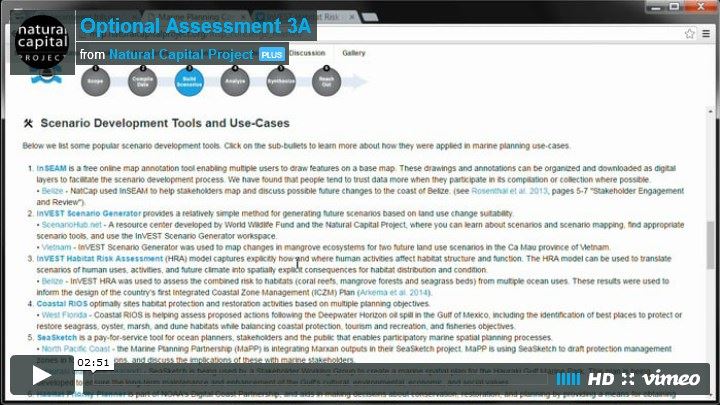 Optional Assessment 3A
from Natural Capital Project PLUS
natural
capital
PROJECT
Marine Planning
Risk
Discussion Gallery
Scope
Compile Data
Build Scenarios
Analyze
Synthesize
Reach Out
Scenario Development Tools and Use-Cases
Below we list some popular scenario development tools. Click on the sub-bullets to learn more about how they were applied in marine planning use-cases.
1. InSEAM is a free online map annotation tool enabling multiple users to draw features on a base map. These drawings and annotations can be organized and downloaded as digital
layers to facilitate the scenario development process. We have found that people tend to trust data more when they participate in its compilation or collection where possible.
• Belize - NatCap used InSEAM to help stakeholders map and discuss possible future changes to the coast of Belize. (see Rosenthal et al. 2013, pages 5-7 "Stakeholder Engagement
and Review").
2. InVEST Scenario Generator provides a relatively simple method for generating future scenarios based on land use change suitability.
• ScenarioHub.net - A resource center developed by World Wildlife Fund and the Natural Capital Project, where you can learn about scenarios and scenario mapping, find appropriate
scenario tools, and use the InVEST Scenario Generator workspace.
• Vietnam - InVEST Scenario Generator was used to map changes in mangrove ecosystems for two future land use scenarios in the Ca Mau province of Vietnam.
3. InVEST Habitat Risk Assessment (HRA) model captures explicitly how and where human activities affect habitat structure and function. The HRA model can be used to translate
scenarios of human uses, activities, and future climate into spatially explicit consequences for habitat distribution and condition.
• Belize - InVEST HRA was used to assess the combined risk to habitats (coral reefs, mangrove forests and seagrass beds) from multiple ocean uses. These results were used to
inform the design of the country's first Integrated Coastal Zone Management (ICZM) Plan (Arkema et al. 2014).
4. Coastal RIOS optimally sites habitat protection and restoration activities based on multiple planning objectives.
• West Florida - Coastal RIOS is helping assess proposed actions following the Deepwater Horizon oil spill in the Gulf of Mexico, including the identification of best places to protect or
restore seagrass, oyster, marsh, and dune habitats while balancing coastal protection, tourism and recreation, and fisheries objectives.
5. SeaSketch is a pay-for-service tool for ocean planners, stakeholders and the public that enables participatory marine spatial planning processes.
• North Pacific Coast - the Marine Planning Partnership (MaPP) is integrating Marxan outputs in their SeaSketch project. MaPP is using SeaSketch to draft protection management
zones in and discuss the implications of these with marine stakeholders.
02:51
HD vimeo